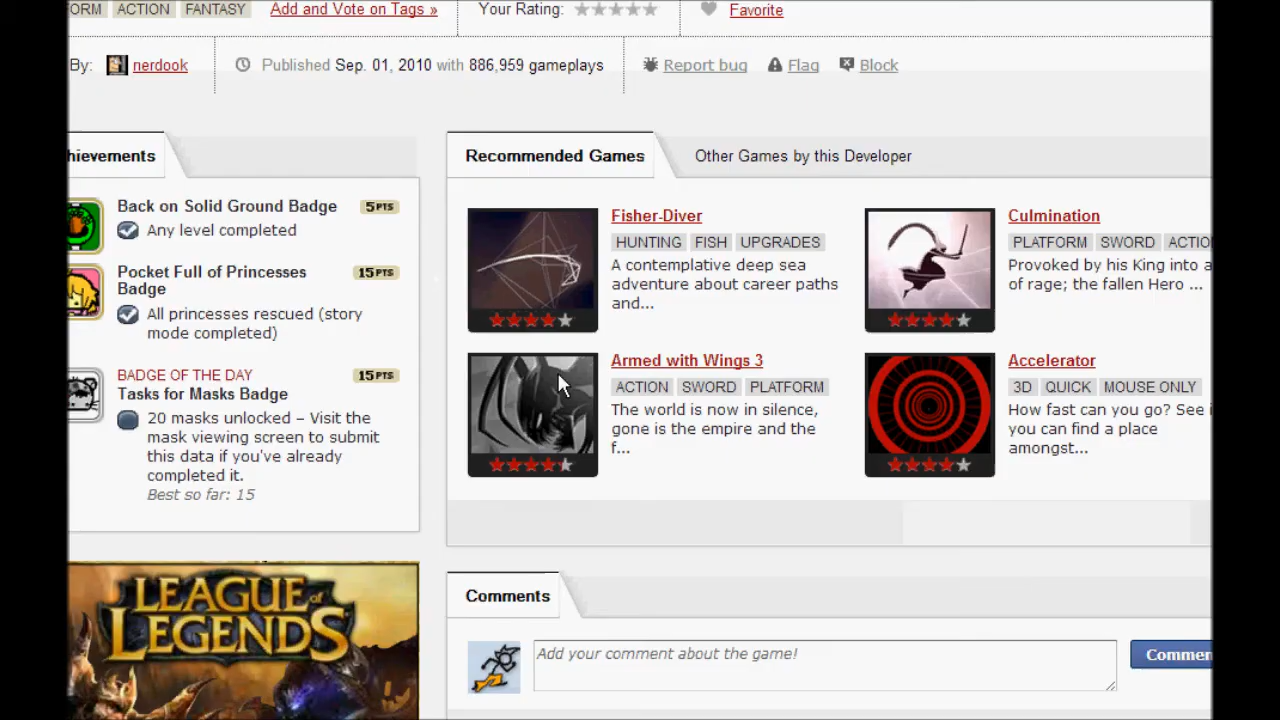 ORM ACTION FANTASY Add and Vote on Tags » Your Rating: Favorite
By: nerdook Published Sep. 01, 2010 with 886,959 gameplays Report bug Flag Block
hievements
Back on Solid Ground Badge 5PTS
Any level completed
Pocket Full of Princesses 15PTS
Badge
All princesses rescued (story
mode completed)
BADGE OF THE DAY 15PTS
Tasks for Masks Badge
20 masks unlocked – Visit the
mask viewing screen to submit
this data if you've already
completed it.
Best so far: 15
LEAGUE of
LEGENDS
Recommended Games Other Games by this Developer
Fisher-Diver
HUNTING FISH UPGRADES
A contemplative deep sea
adventure about career paths
and...
Culmination
PLATFORM SWORD ACTIO
Provoked by his King into a
of rage; the fallen Hero ...
Armed with Wings 3
ACTION SWORD PLATFORM
The world is now in silence,
gone is the empire and the
f...
Accelerator
3D QUICK MOUSE ONLY
How fast can you go? See i
you can find a place
amongst...
Comments
Add your comment about the game!
Commen